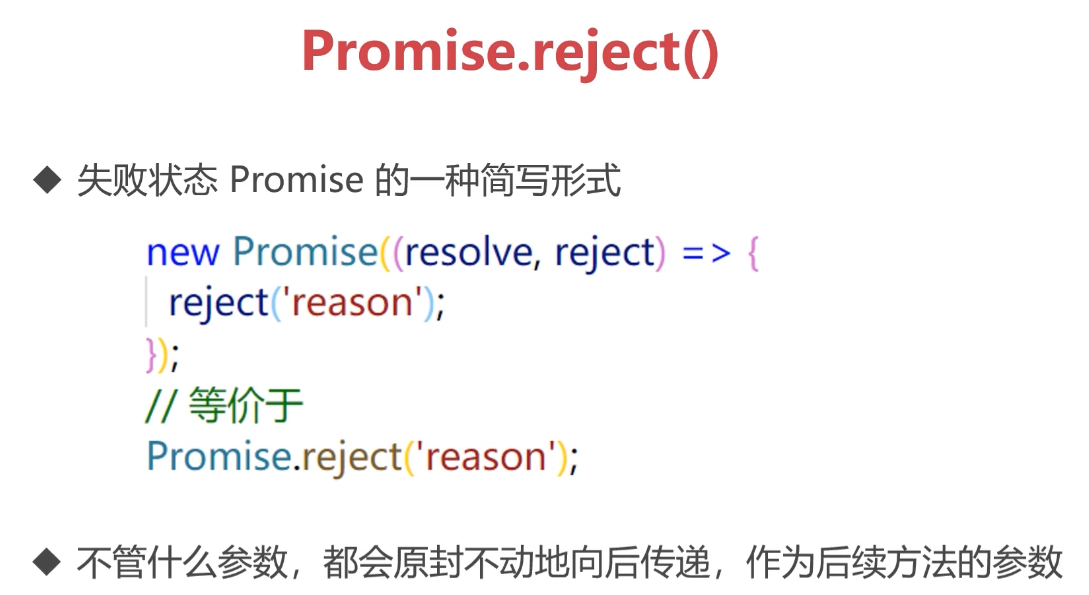 Promise.reject()
◆ 失败状态 Promise 的一种简写形式
new Promise((resolve, reject) => {
reject('reason');
});
// 等价于
Promise.reject('reason');
◆ 不管什么参数，都会原封不动地向后传递，作为后续方法的参数